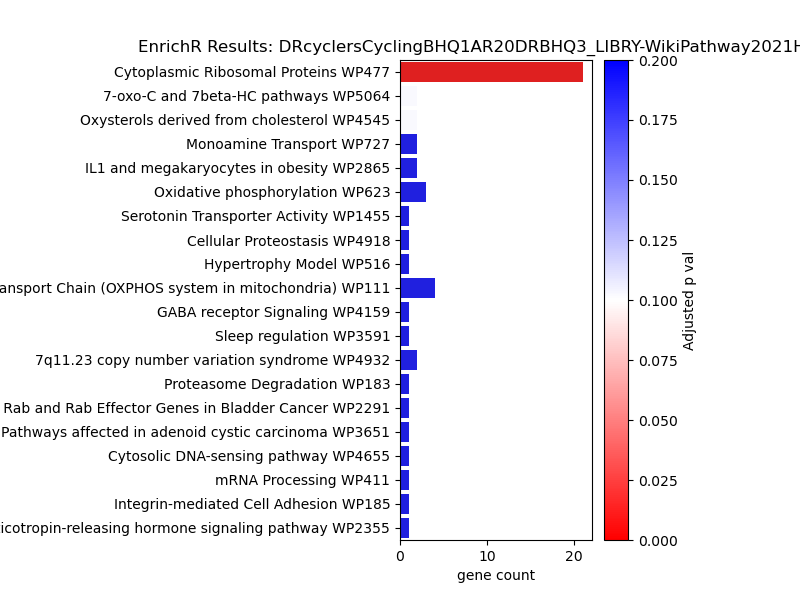 EnrichR Results: DRcyclersCyclingBHQ1AR20DRBHQ3_LIBRY-WikiPathway2021H
Cytoplasmic Ribosomal Proteins WP477
7-oxo-C and 7beta-HC pathways WP5064
Oxysterols derived from cholesterol WP4545
Monoamine Transport WP727
IL1 and megakaryocytes in obesity WP2865
Oxidative phosphorylation WP623
Serotonin Transporter Activity WP1455
Cellular Proteostasis WP4918
Hypertrophy Model WP516
ansport Chain (OXPHOS system in mitochondria) WP111
GABA receptor Signaling WP4159
Sleep regulation WP3591
7q11.23 copy number variation syndrome WP4932
Proteasome Degradation WP183
Rab and Rab Effector Genes in Bladder Cancer WP2291
Pathways affected in adenoid cystic carcinoma WP3651
Cytosolic DNA-sensing pathway WP4655
mRNA Processing WP411
Integrin-mediated Cell Adhesion WP185
icotropin-releasing hormone signaling pathway WP2355
0 10 20
gene count
0.200
0.175
0.150
0.125
0.100
0.075
0.050
0.025
0.000
Adjusted p val